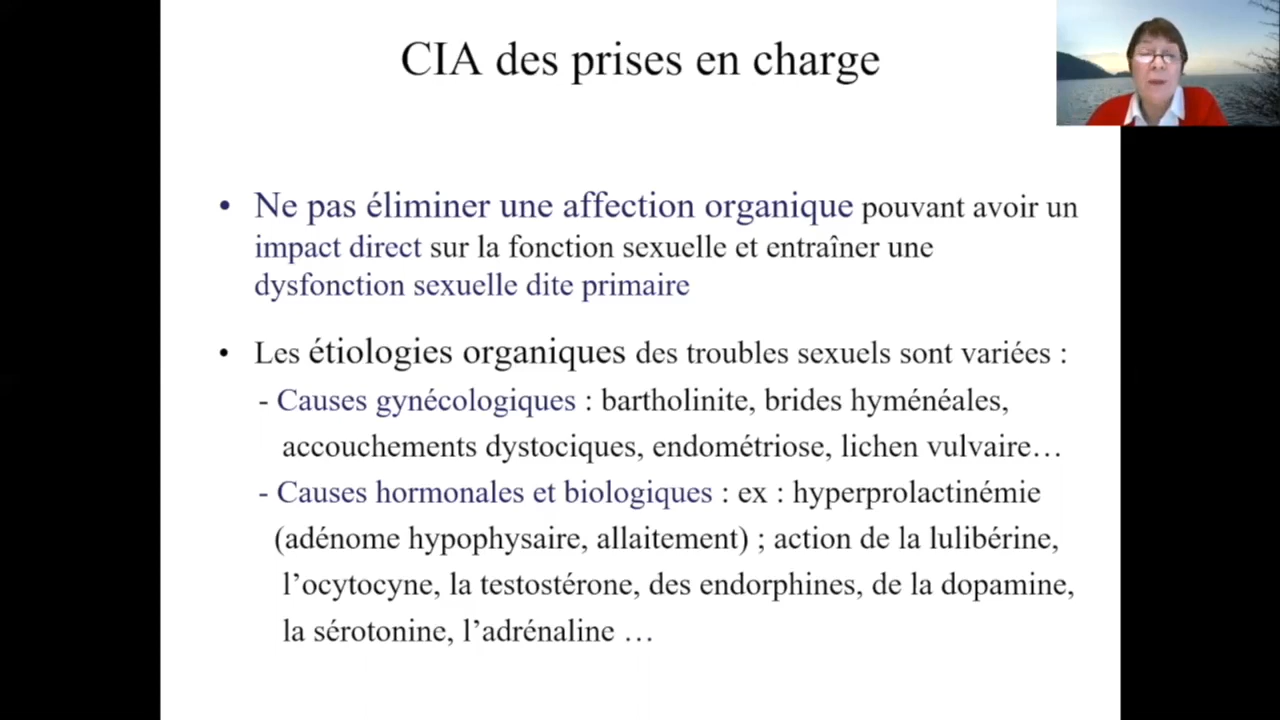 CIA des prises en charge
• Ne pas éliminer une affection organique pouvant avoir un
impact direct sur la fonction sexuelle et entraîner une
dysfonction sexuelle dite primaire
• Les étiologies organiques des troubles sexuels sont variées :
- Causes gynécologiques : bartholinite, brides hyménéales,
accouchements dystociques, endométriose, lichen vulvaire…
- Causes hormonales et biologiques : ex : hyperprolactinémie
(adénome hypophysaire, allaitement) ; action de la lulibérine,
l’ocytocyne, la testostérone, des endorphines, de la dopamine,
la sérotonine, l’adrénaline …